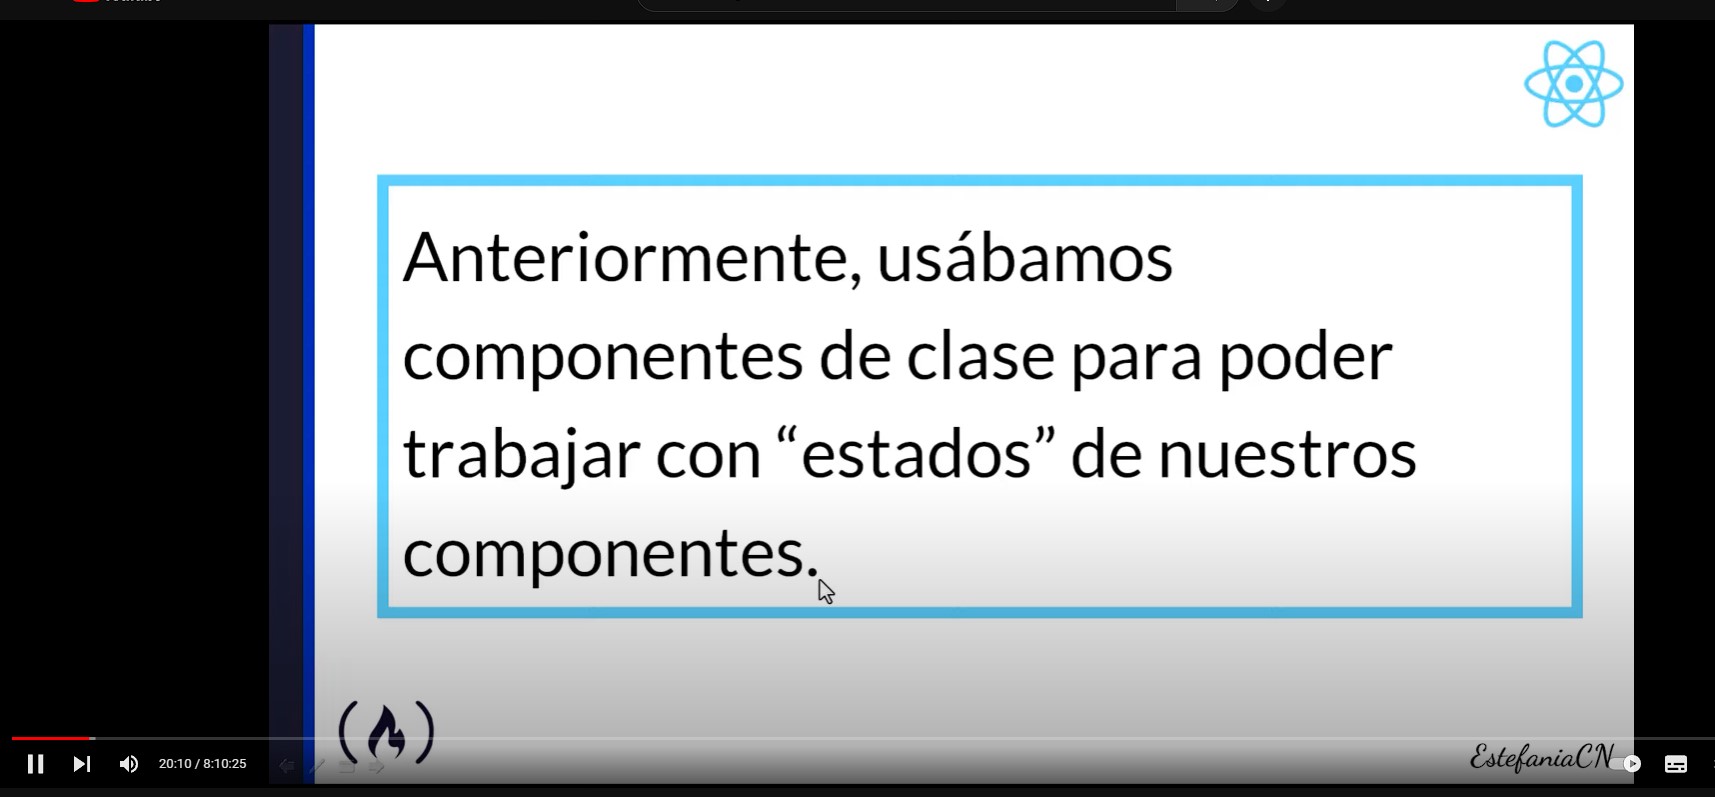 Anteriormente, usábamos
componentes de clase para poder
trabajar con “estados” de nuestros
componentes.
EstefaniaCN
20:10 / 8:10:25